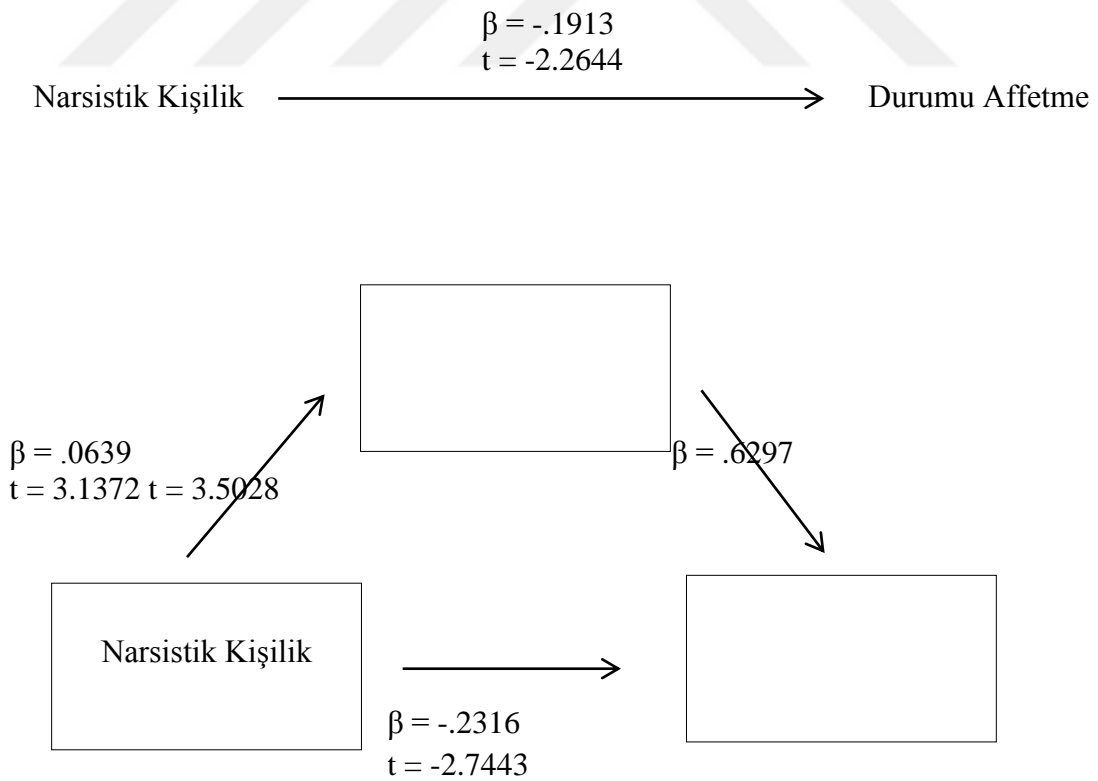 β = -.1913
t = -2.2644
Narsistik Kişilik Durumu Affetme
β = .0639 β = .6297
t = 3.1372 t = 3.5028
Narsistik Kişilik
β = -.2316
t = -2.7443